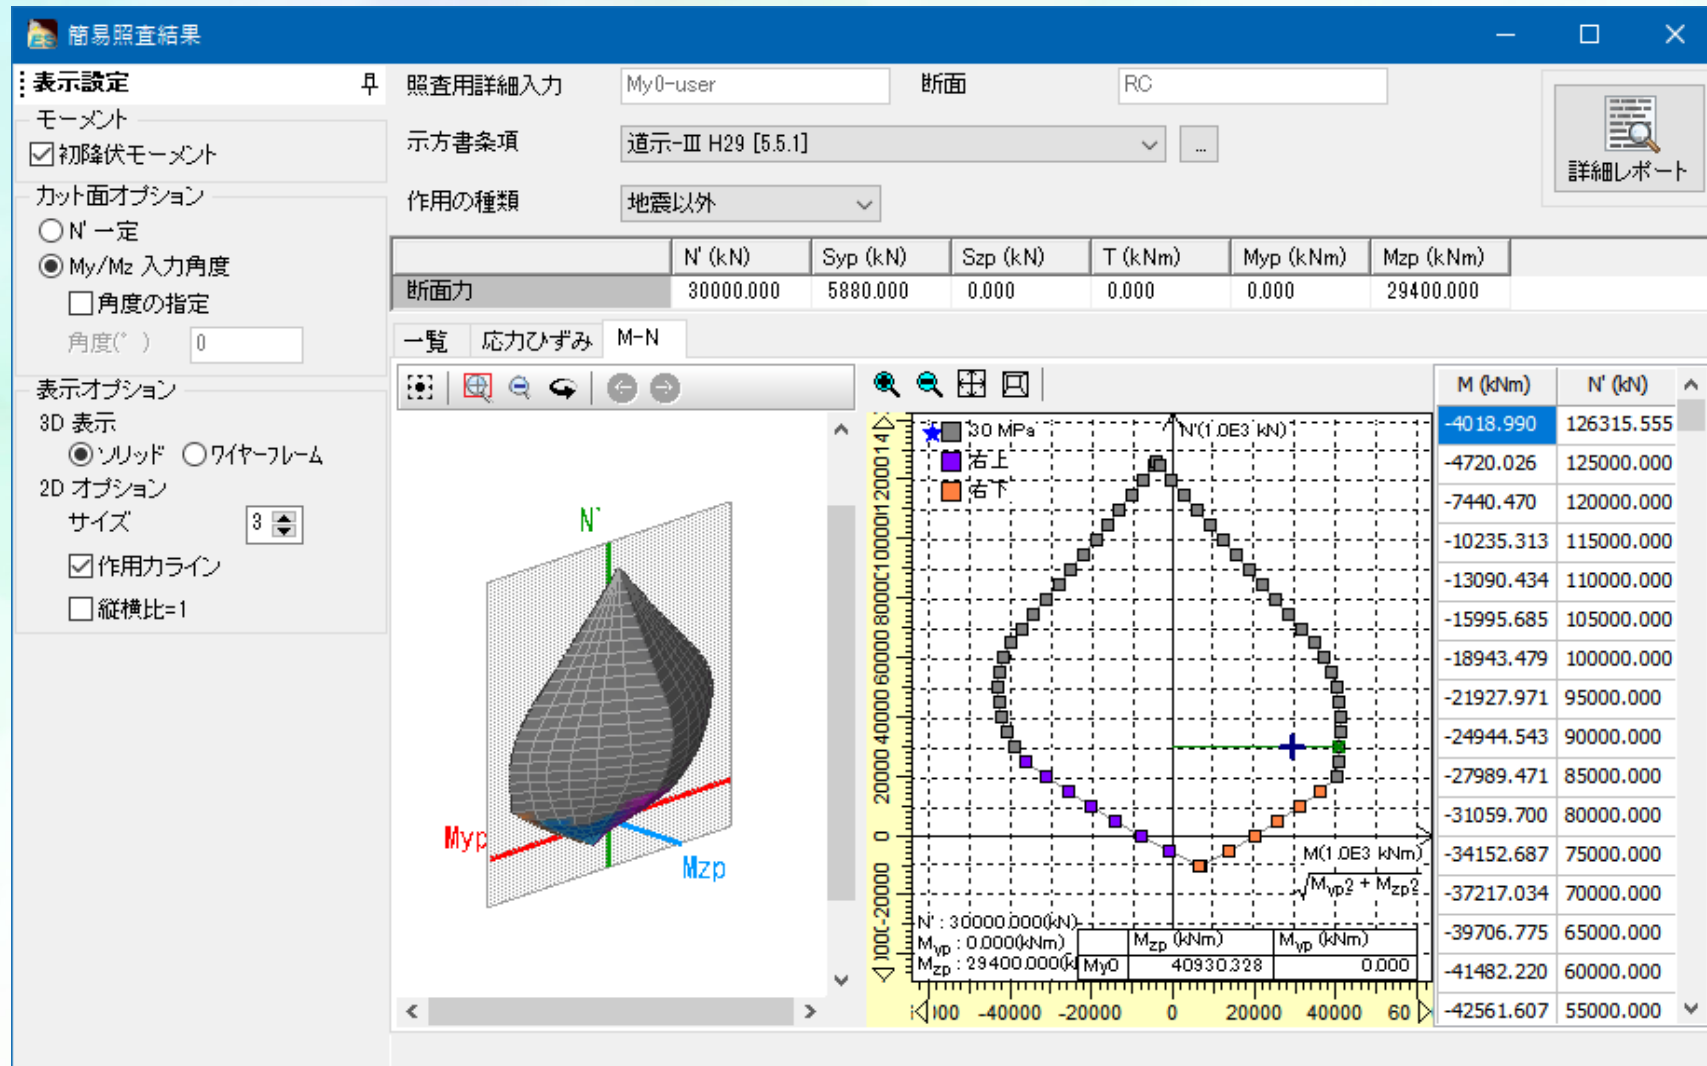 簡易照査結果
表示設定
モーメント
初降伏モーメント
カット面オプション
N' 一定
My/Mz 入力角度
角度の指定
角度(°) 0
表示オプション
3D 表示
ソリッド ワイヤーフレーム
2D オプション
サイズ 3
作用力ライン
縦横比=1
照査用詳細入力 My0-user 断面 RC
示方書条項 道示-Ⅲ H29 [5.5.1] ...
作用の種類 地震以外
詳細レポート
N' (kN) Syp (kN) Szp (kN) T (kNm) Myp (kNm) Mzp (kNm)
断面力 30000.000 5880.000 0.000 0.000 0.000 29400.000
一覧 応力ひずみ M-N
N'
Myp
Mzp
30 MPa
右上
右下
N'(1.0E3 kN)
M(1.0E3 kNm)
√Myp2 + Mzp2
N' : 30000.000(kN)
Myp : 0.000(kNm)
Mzp : 29400.000(k
Mzp (kNm) Myp (kNm)
My0 40930.328 0.000
20000 40000 60000
0
-20000
-40000 -20000 0 20000 40000 60
M (kNm) N' (kN)
-4018.990 126315.555
-4720.026 125000.000
-7440.470 120000.000
-10235.313 115000.000
-13090.434 110000.000
-15995.685 105000.000
-18943.479 100000.000
-21927.971 95000.000
-24944.543 90000.000
-27989.471 85000.000
-31059.700 80000.000
-34152.687 75000.000
-37217.034 70000.000
-39706.775 65000.000
-41482.220 60000.000
-42561.607 55000.000